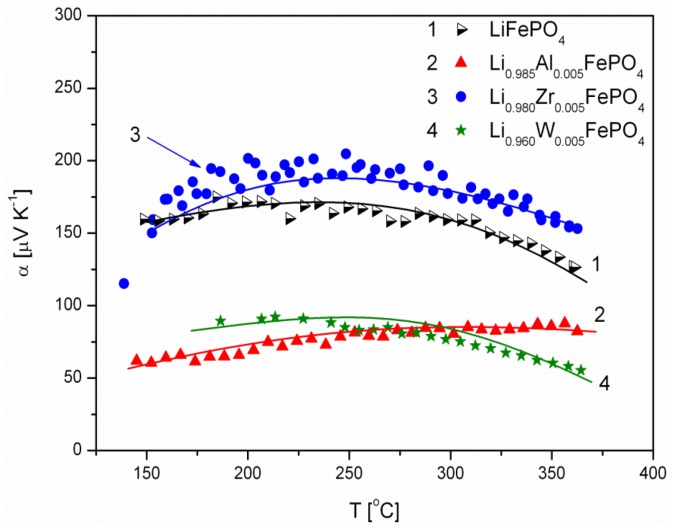 1 LiFePO₄
2 Li₀.₉₈₅Al₀.₀₀₅FePO₄
3 Li₀.₉₈₀Zr₀.₀₀₅FePO₄
4 Li₀.₉₆₀W₀.₀₀₅FePO₄
300
250
200
150
100
50
0
α [μV K⁻¹]
3
1
2
4
150 200 250 300 350 400
T [°C]